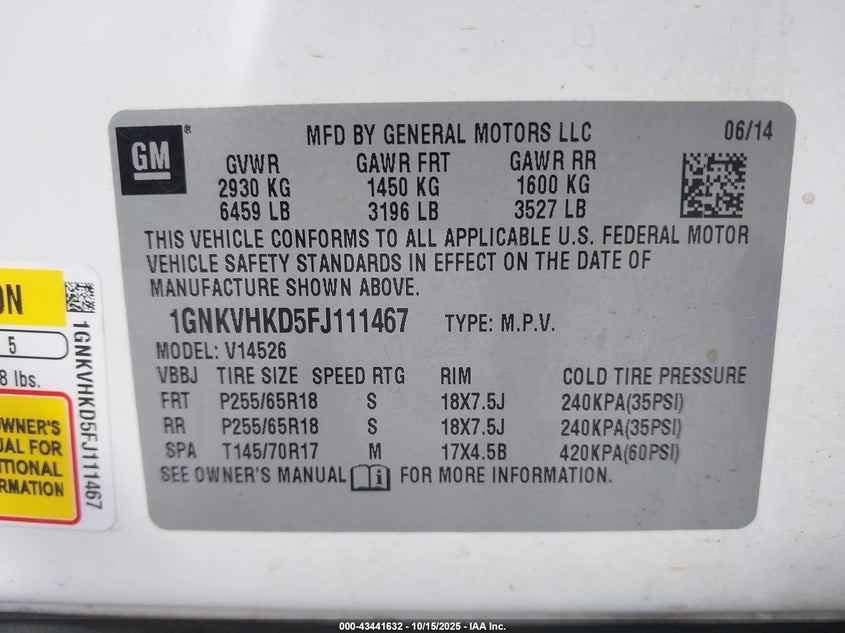 GM
®
MFD BY GENERAL MOTORS LLC 06/14
GVWR GAWR FRT GAWR RR
2930 KG 1450 KG 1600 KG
6459 LB 3196 LB 3527 LB
THIS VEHICLE CONFORMS TO ALL APPLICABLE U.S. FEDERAL MOTOR
VEHICLE SAFETY STANDARDS IN EFFECT ON THE DATE OF
MANUFACTURE SHOWN ABOVE.
1GNKVHKD5FJ111467 TYPE: M.P.V.
MODEL: V14526
VBBJ TIRE SIZE SPEED RTG RIM COLD TIRE PRESSURE
FRT P255/65R18 S 18X7.5J 240KPA(35PSI)
RR P255/65R18 S 18X7.5J 240KPA(35PSI)
SPA T145/70R17 M 17X4.5B 420KPA(60PSI)
SEE OWNER'S MANUAL i FOR MORE INFORMATION.
ON
5
8 lbs.
OWNER'S
UAL FOR
ITIONAL
RMATION
1GNKVHKD5FJ111467
000-43441632 - 10/15/2025 - IAA Inc.